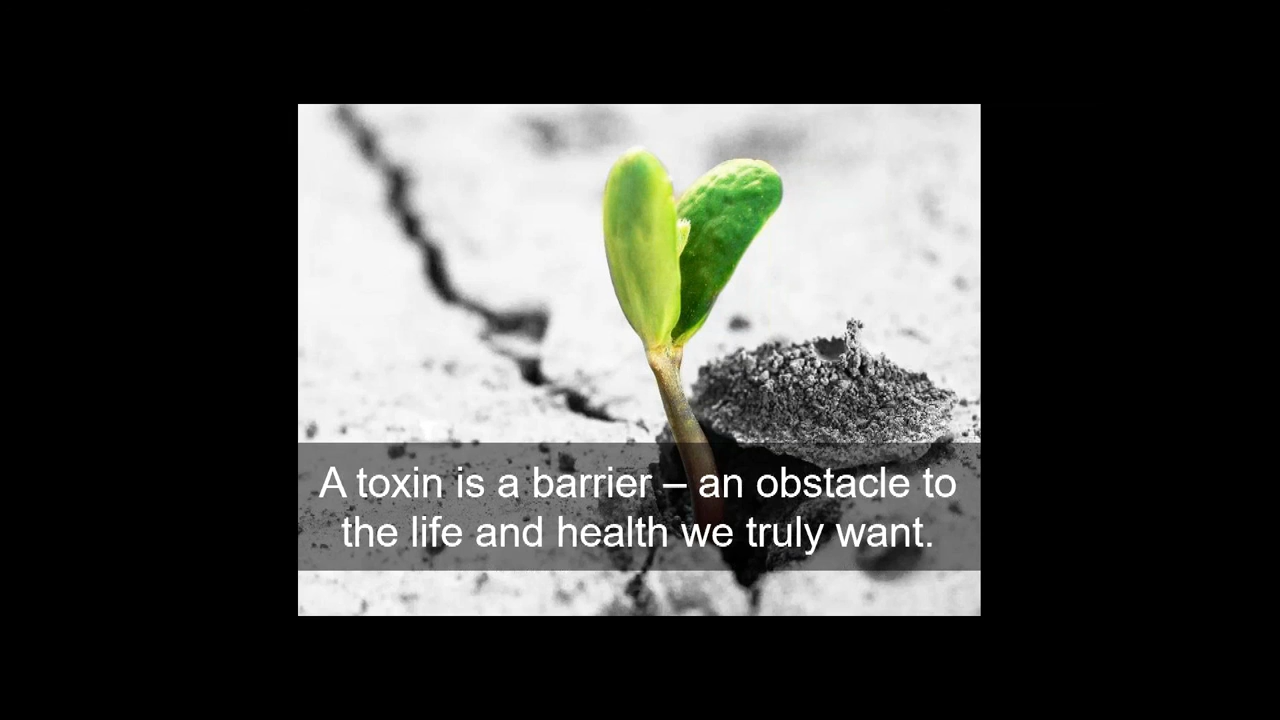 A toxin is a barrier – an obstacle to
the life and health we truly want.